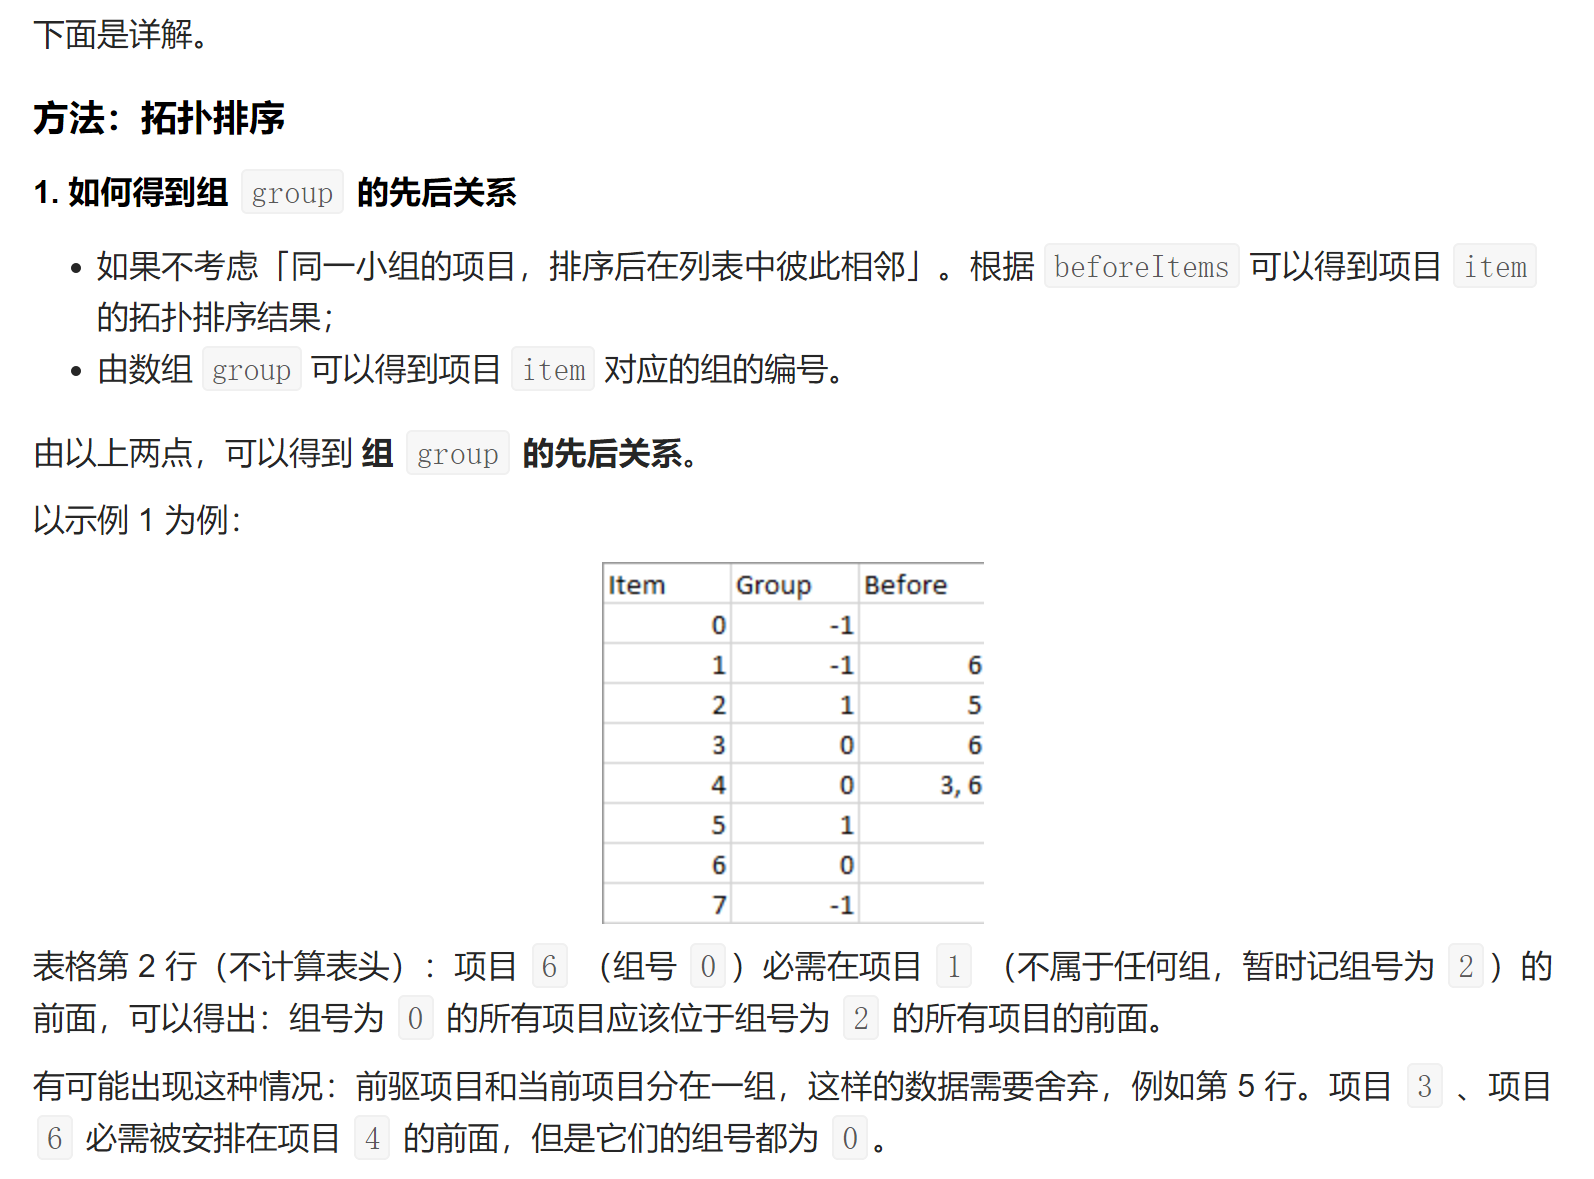 下面是详解。
方法：拓扑排序
1. 如何得到组 group 的先后关系
• 如果不考虑「同一小组的项目，排序后在列表中彼此相邻」。根据 beforeItems 可以得到项目 item
的拓扑排序结果；
• 由数组 group 可以得到项目 item 对应的组的编号。
由以上两点，可以得到 组 group 的先后关系。
以示例 1 为例：
Item Group Before
0 -1
1 -1 6
2 1 5
3 0 6
4 0 3, 6
5 1
6 0
7 -1
表格第 2 行（不计算表头）：项目 6 （组号 0）必需在项目 1 （不属于任何组，暂时记组号为 2）的
前面，可以得出：组号为 0 的所有项目应该位于组号为 2 的所有项目的前面。
有可能出现这种情况：前驱项目和当前项目分在一组，这样的数据需要舍弃，例如第 5 行。项目 3 、项目
6 必需被安排在项目 4 的前面，但是它们的组号都为 0 。